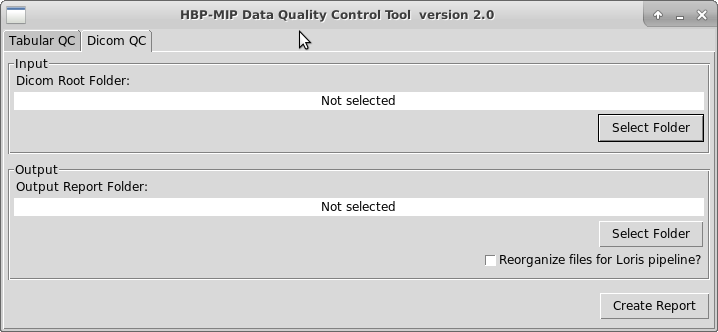 HBP-MIP Data Quality Control Tool  version 2.0
Tabular QC
Dicom QC
Input
Dicom Root Folder:
Not selected
Select Folder
Output
Output Report Folder:
Not selected
Select Folder
Reorganize files for Loris pipeline?
Create Report